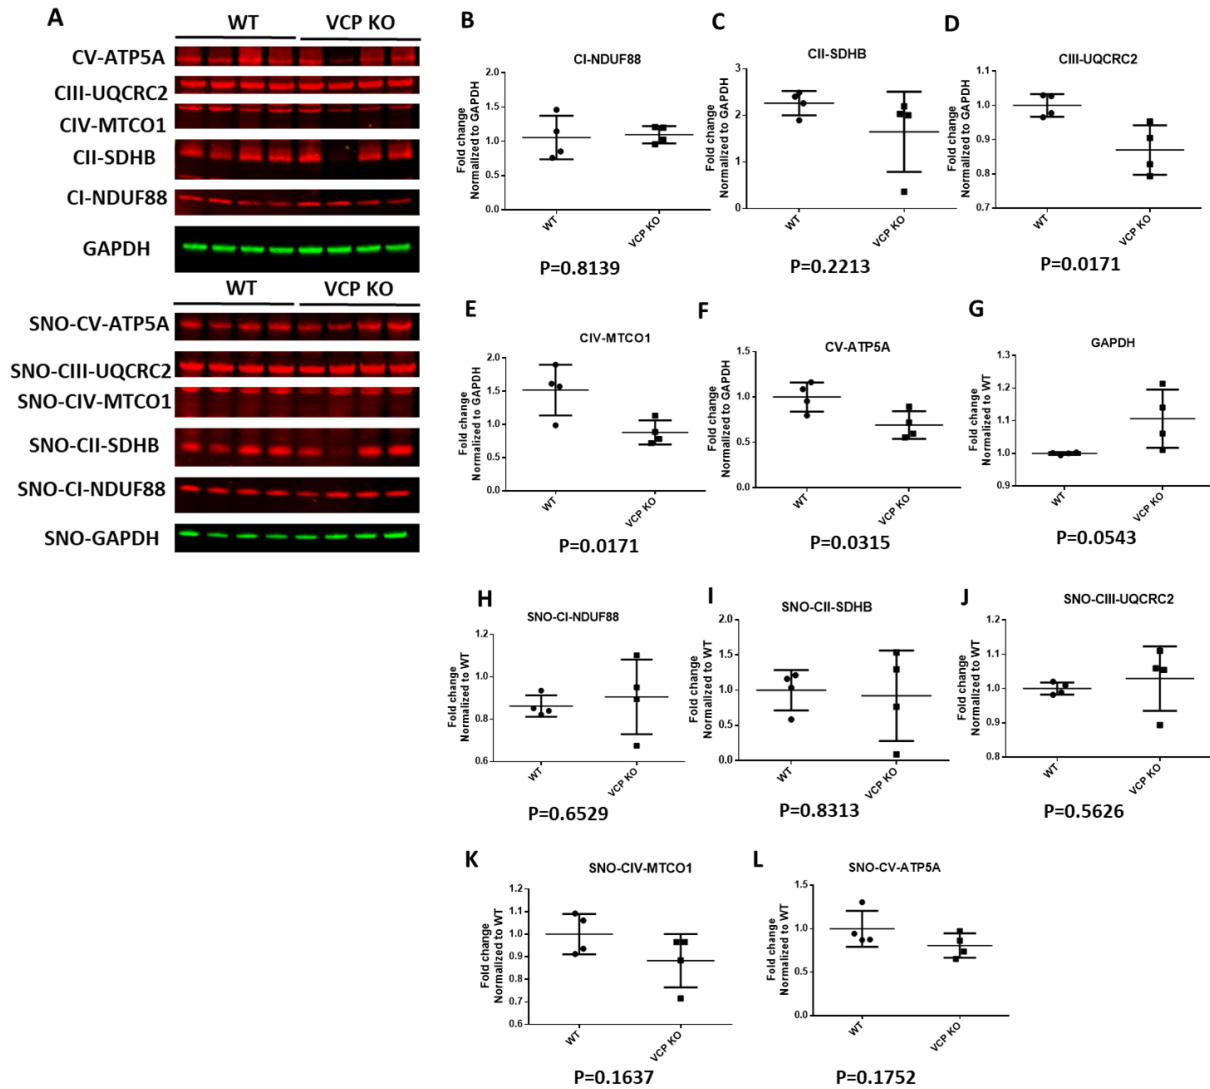 A
WT VCP KO
CV-ATP5A
CIII-UQCRC2
CIV-MTCO1
CII-SDHB
CI-NDUF88
GAPDH
WT VCP KO
SNO-CV-ATP5A
SNO-CIII-UQCRC2
SNO-CIV-MTCO1
SNO-CII-SDHB
SNO-CI-NDUF88
SNO-GAPDH
B
CI-NDUF88
Fold change
Normalized to GAPDH
2.0
1.5
1.0
0.5
0.0
WT VCP KO
P=0.8139
C
CII-SDHB
Fold change
Normalized to GAPDH
3
2
1
0
WT VCP KO
P=0.2213
D
CIII-UQCRC2
Fold change
Normalized to GAPDH
1.1
1.0
0.9
0.8
0.7
WT VCP KO
P=0.0171
E
CIV-MTCO1
Fold change
Normalized to GAPDH
2.0
1.5
1.0
0.5
0.0
WT VCP KO
P=0.0171
F
CV-ATP5A
Fold change
Normalized to GAPDH
1.5
1.0
0.5
0.0
WT VCP KO
P=0.0315
G
GAPDH
Fold change
Normalized to WT
1.3
1.2
1.1
1.0
0.9
WT VCP KO
P=0.0543
H
SNO-CI-NDUF88
Fold change
Normalized to WT
1.2
1.0
0.8
0.6
WT VCP KO
P=0.6529
I
SNO-CII-SDHB
Fold change
Normalized to WT
2.0
1.5
1.0
0.5
0.0
WT VCP KO
P=0.8313
J
SNO-CIII-UQCRC2
Fold change
Normalized to WT
1.2
1.1
1.0
0.9
0.8
WT VCP KO
P=0.5626
K
SNO-CIV-MTCO1
Fold change
Normalized to WT
1.2
1.1
1.0
0.9
0.8
0.7
0.6
WT VCP KO
P=0.1637
L
SNO-CV-ATP5A
Fold change
Normalized to WT
1.5
1.0
0.5
0.0
WT VCP KO
P=0.1752